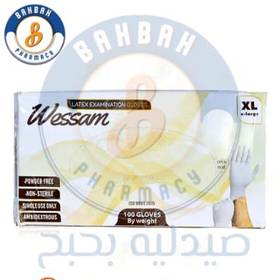 BAHBAH
PHARMACY
LATEX EXAMINATION GLOVES
Wessam
XL
x-large
POWDER FREE
NON-STERILE
SINGLE USE ONLY
AMBIDEXTROUS
100 GLOVES
By weight
BAHBAH
PHARMACY
صيدلية بحبح